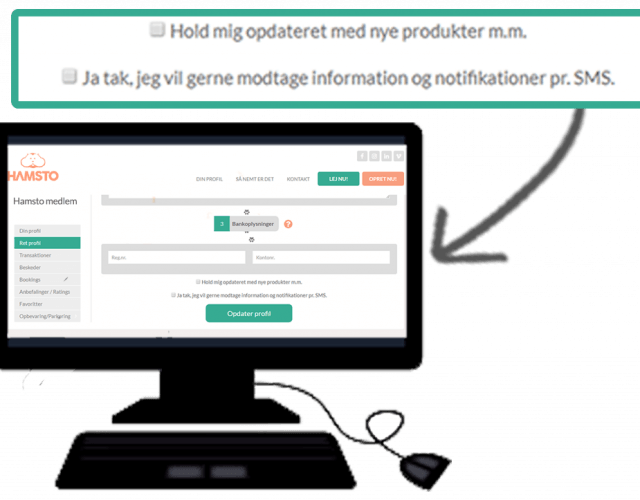 Hold mig opdateret med nye produkter m.m.
Ja tak, jeg vil gerne modtage information og notifikationer pr. SMS.
HAMSTO
DIN PROFIL SÅ NEMT ER DET KONTAKT LEJ NU! OPRET NU!
Hamsto medlem
3 Bankoplysninger ?
Din profil
Ret profil
Transaktioner
Beskeder
Bookings
Anbefalinger / Ratings
Favoritter
Opbevaring/Parkering
Reg.nr. Kontonr.
Hold mig opdateret med nye produkter m.m.
Ja tak, jeg vil gerne modtage information og notifikationer pr. SMS.
Opdater profil